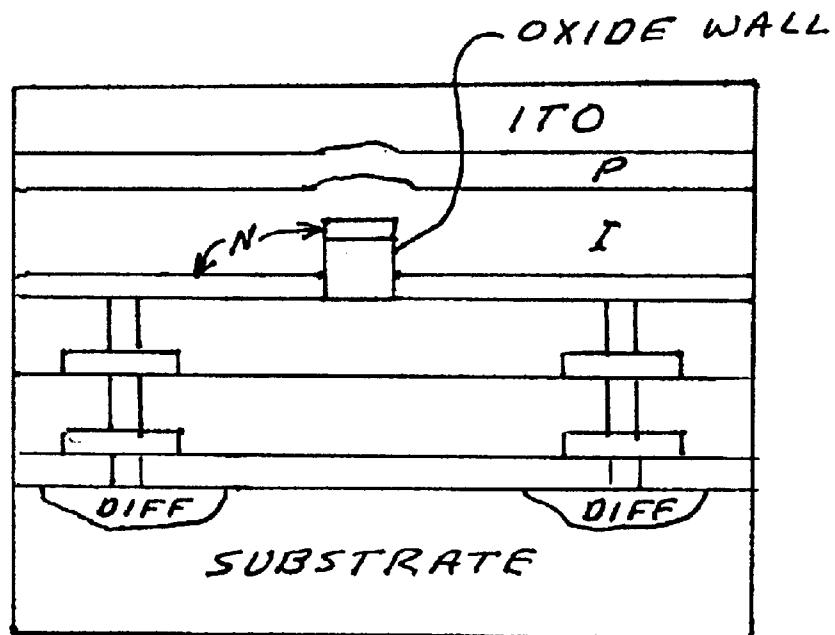 OXIDE WALL
ITO
P
N
I
DIFF
DIFF
SUBSTRATE